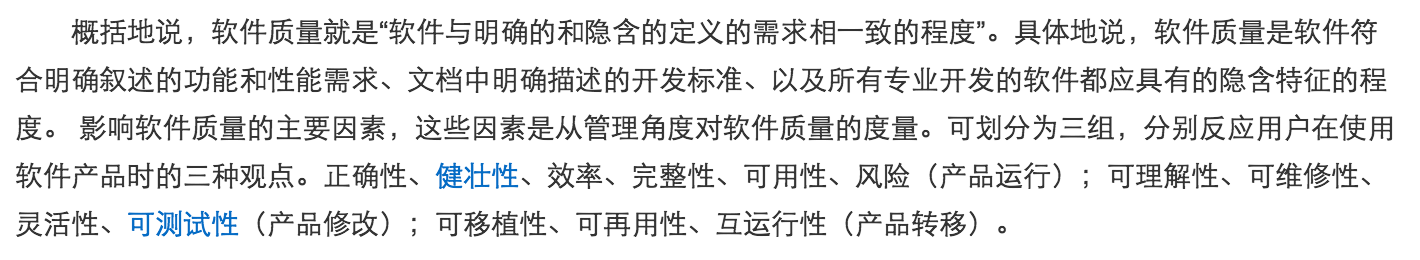 概括地说，软件质量就是“软件与明确的和隐含的定义的需求相一致的程度”。具体地说，软件质量是软件符
合明确叙述的功能和性能需求、文档中明确描述的开发标准、以及所有专业开发的软件都应具有的隐含特征的程
度。 影响软件质量的主要因素，这些因素是从管理角度对软件质量的度量。可划分为三组，分别反应用户在使用
软件产品时的三种观点。正确性、健壮性、效率、完整性、可用性、风险（产品运行）；可理解性、可维修性、
灵活性、可测试性（产品修改）；可移植性、可再用性、互运行性（产品转移）。